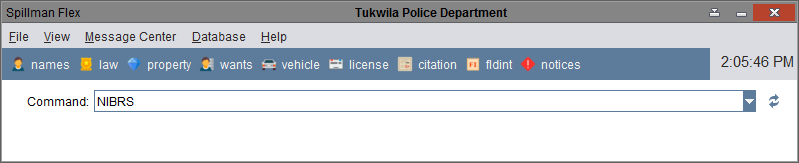 Spillman Flex Tukwila Police Department
File View Message Center Database Help
names law property wants vehicle license citation fldint notices 2:05:46 PM
Command: NIBRS